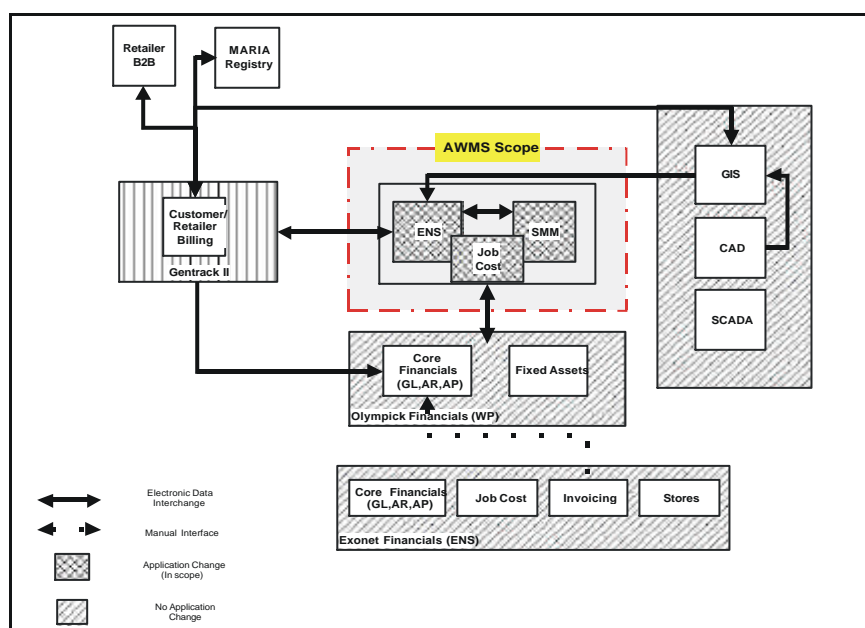 Retailer
B2B
MARIA
Registry
AWMS Scope
GIS
Customer/
Retailer
Billing
Gentrack II
ENS
SMM
Job
Cost
CAD
SCADA
Core
Financials
(GL,AR,AP)
Fixed Assets
Olympick Financials (WP)
Core Financials
(GL,AR,AP)
Job Cost
Invoicing
Stores
Exonet Financials (ENS)
Electronic Data
Interchange
Manual Interface
Application Change
(In scope)
No Application
Change